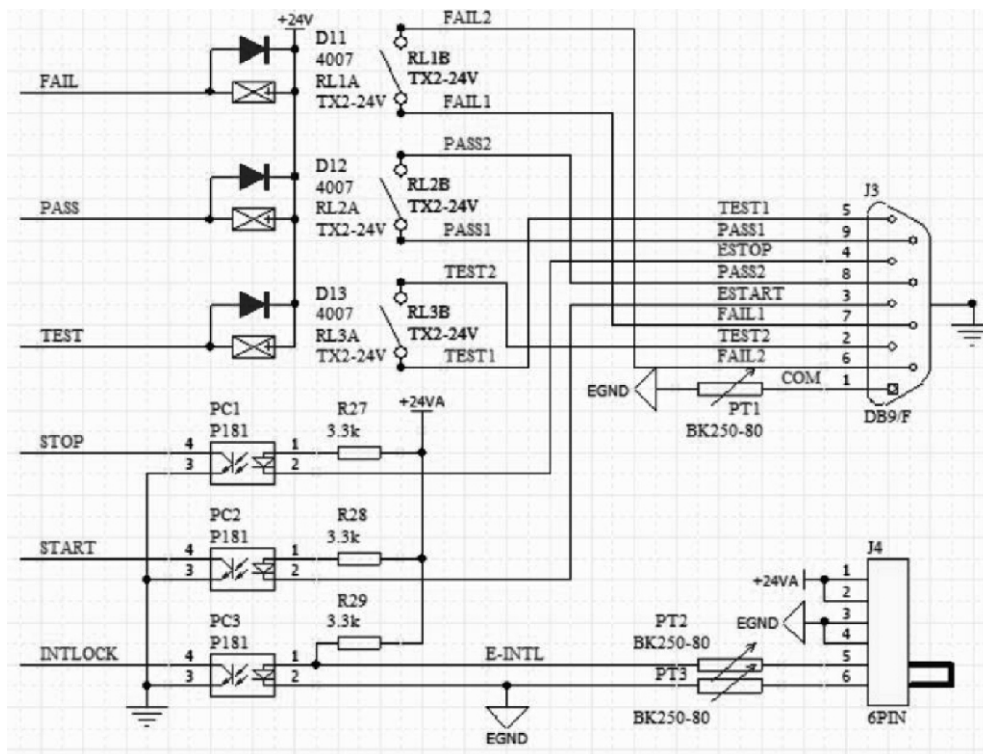 +24V
FAIL2
D11
4007
RL1B
TX2-24V
FAIL
RL1A
TX2-24V
FAIL1
PASS2
D12
4007
RL2B
TX2-24V
PASS
RL2A
TX2-24V
PASS1
TEST2
D13
4007
RL3B
TX2-24V
TEST
RL3A
TX2-24V
TEST1
J3
TEST1 5
PASS1 9
ESTOP 4
PASS2 8
ESTART 3
FAIL1 7
TEST2 2
FAIL2 6
COM 1
EGND
PT1
BK250-80
DB9/F
+24VA
PC1
P181
R27
3.3k
STOP
4 1
3 2
PC2
P181
R28
3.3k
START
4 1
3 2
PC3
P181
R29
3.3k
INTLOCK
4 1
3 2
E-INTL
EGND
J4
+24VA
1
2
EGND
3
4
5
6
PT2
BK250-80
PT3
BK250-80
6PIN